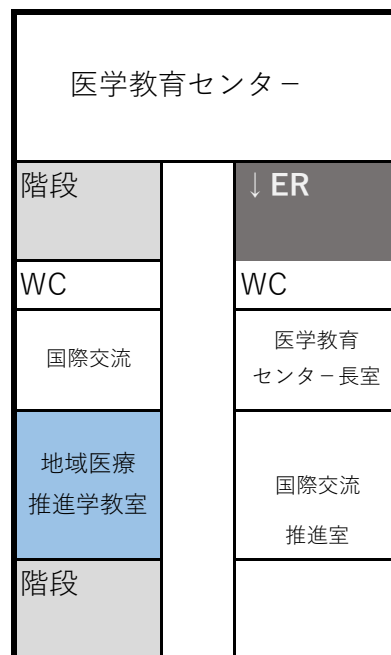 医学教育センター
階段
↓ER
WC
WC
国際交流
医学教育
センター長室
地域医療
推進学教室
国際交流
推進室
階段